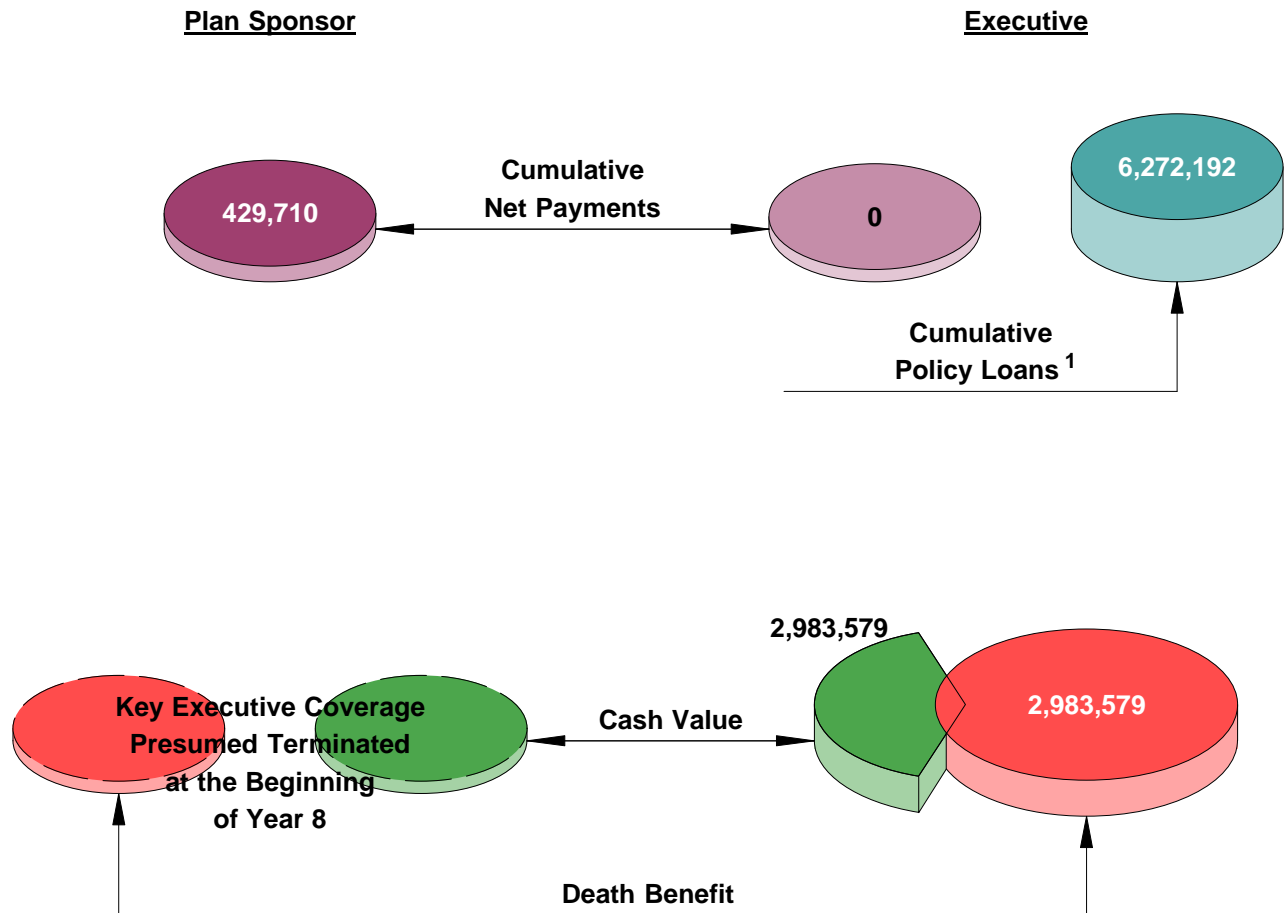 Plan Sponsor
Executive
429,710
Cumulative
Net Payments
0
6,272,192
Cumulative
Policy Loans 1
Key Executive Coverage
Presumed Terminated
at the Beginning
of Year 8
Cash Value
2,983,579
2,983,579
Death Benefit